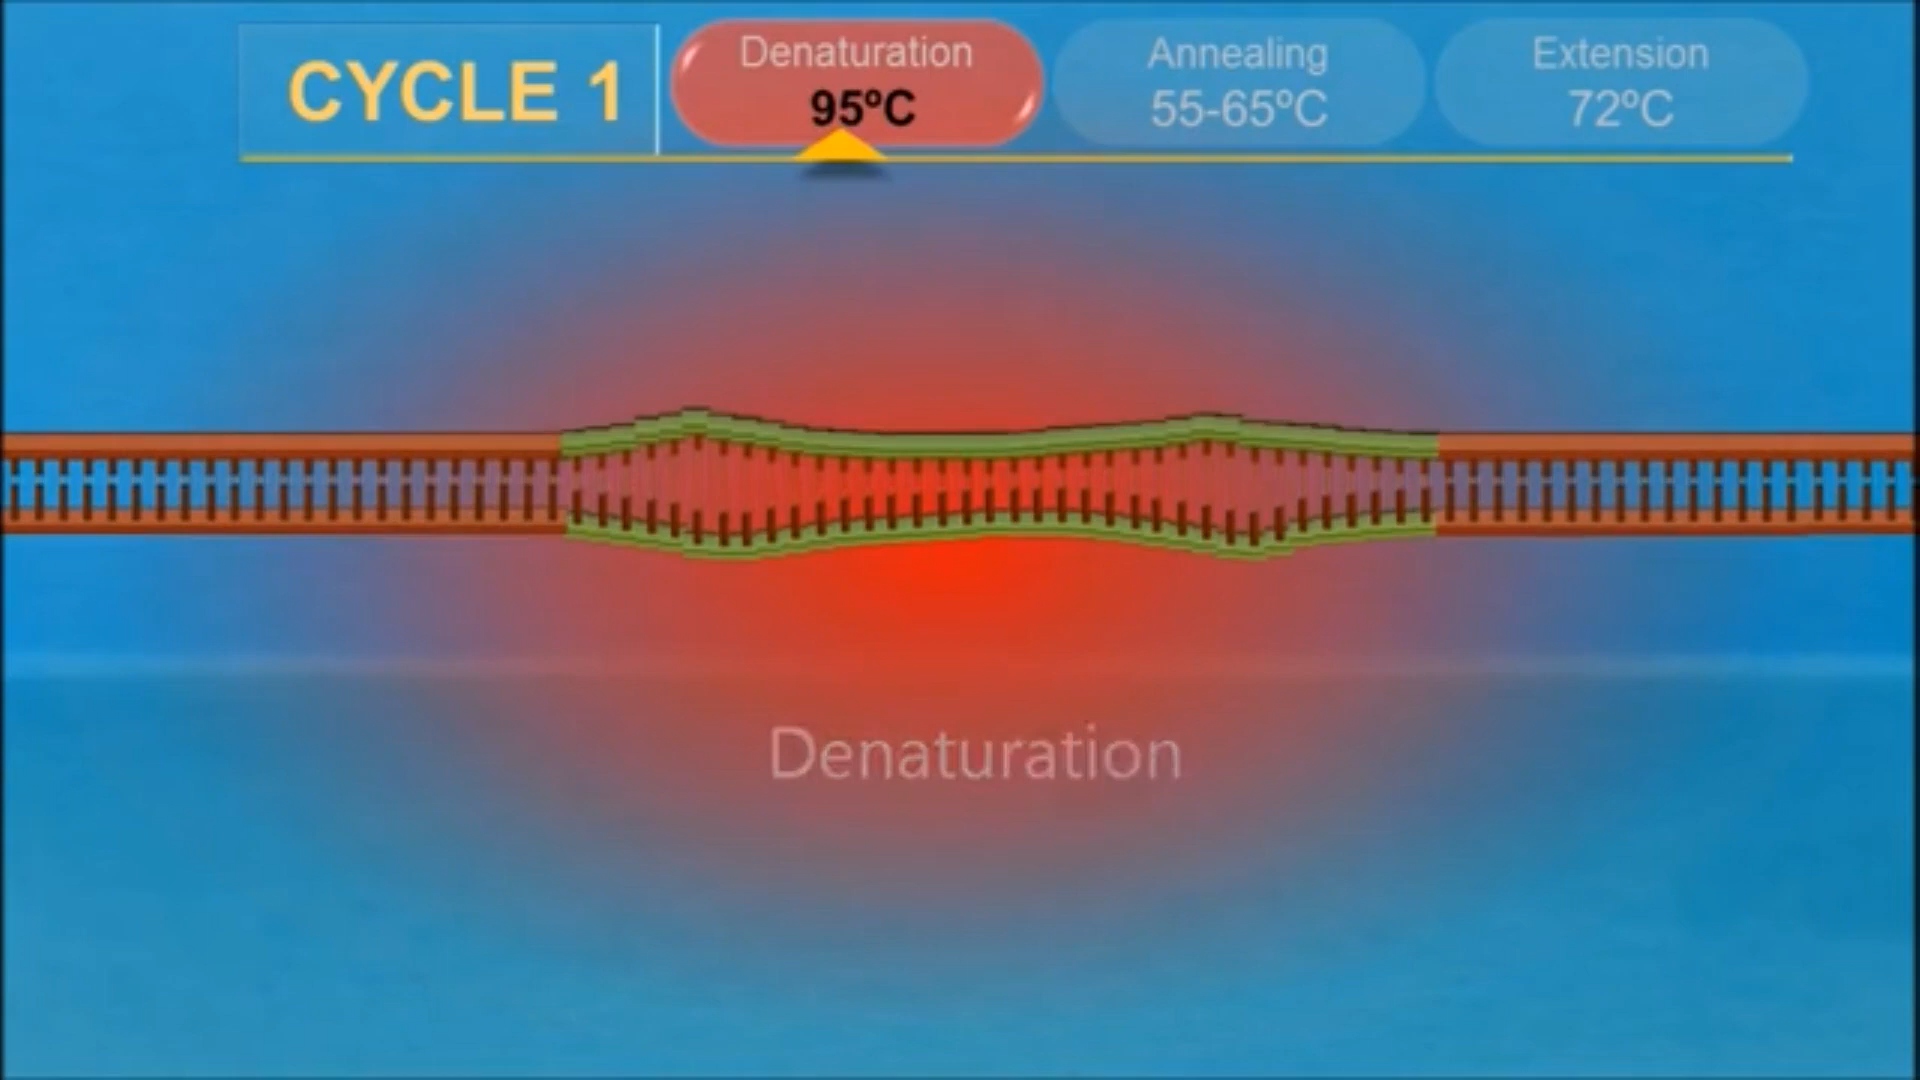 CYCLE 1
Denaturation
95ºC
Annealing
55-65ºC
Extension
72ºC
Denaturation